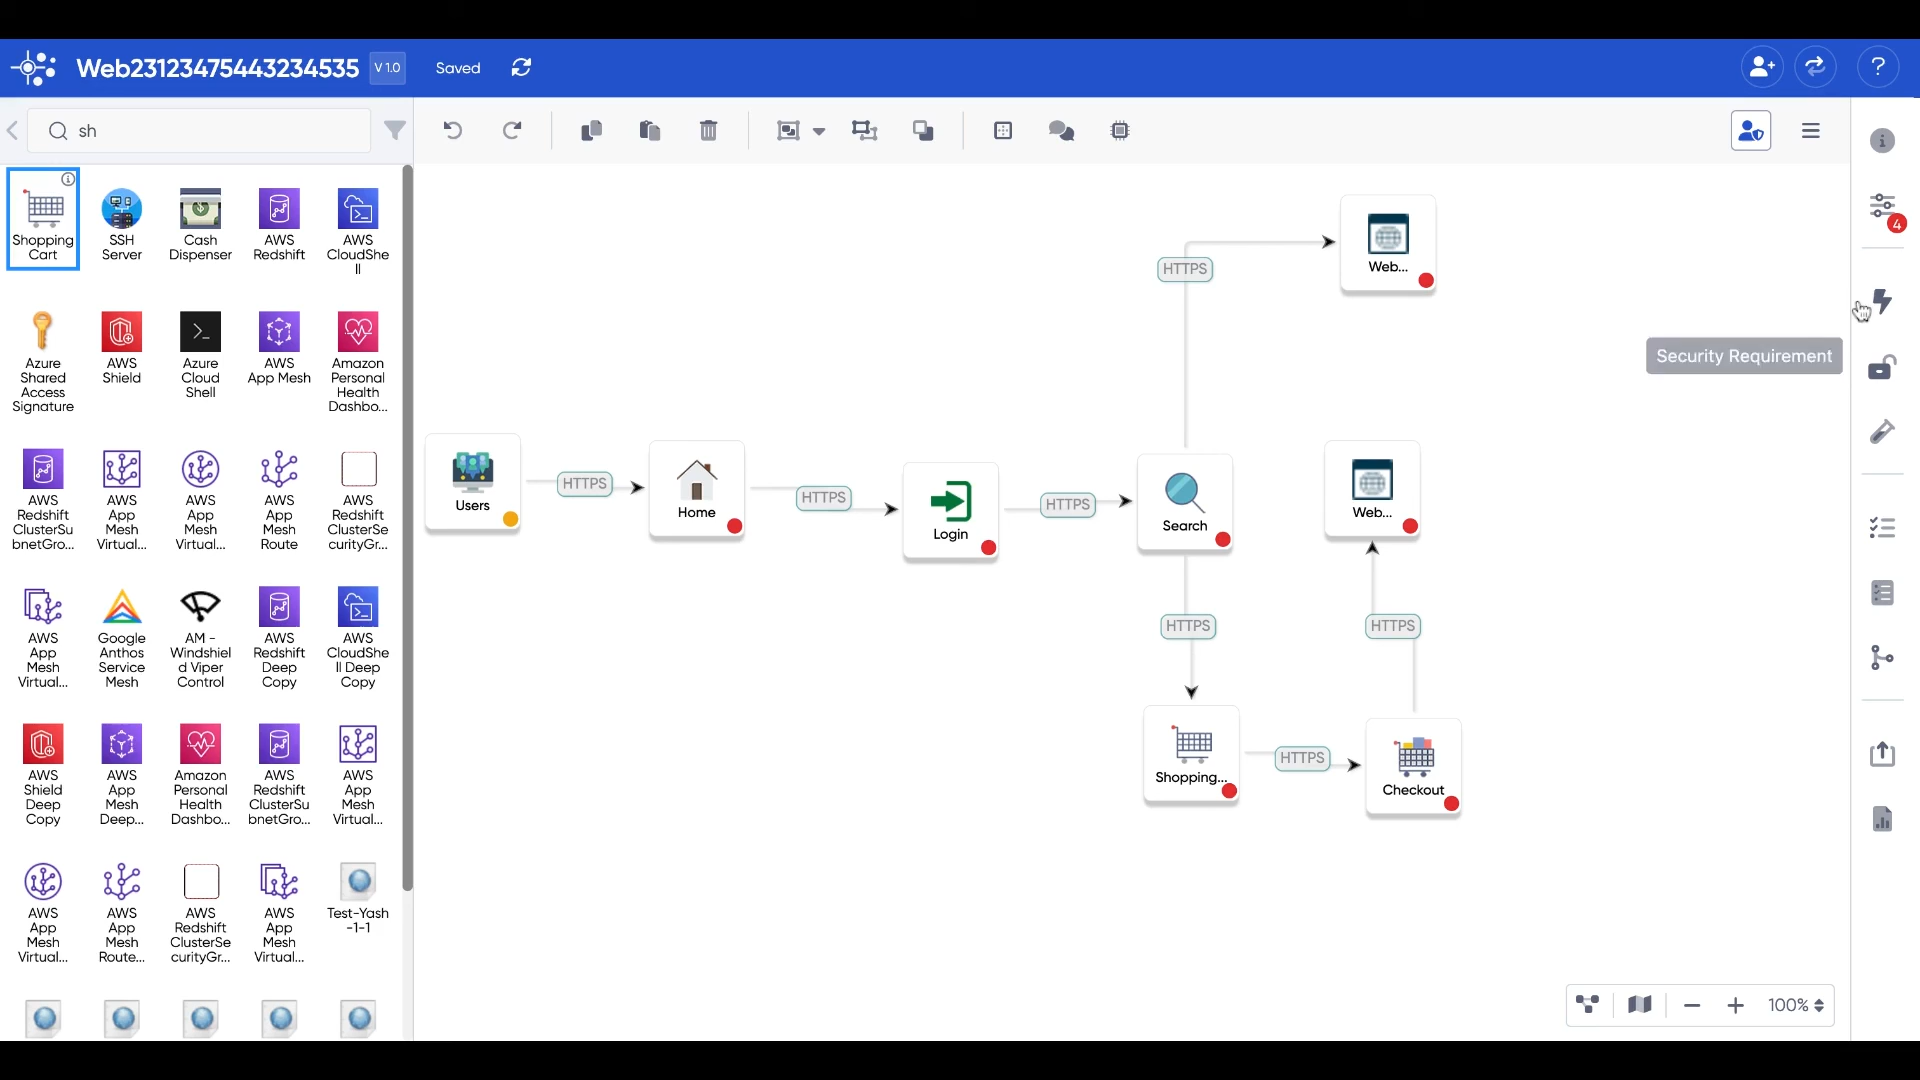 Web23123475443234535
V 1.0
Saved
?
sh
Shopping
Cart
SSH
Server
Cash
Dispenser
AWS
Redshift
AWS
CloudShe
ll
Azure
Shared
Access
Signature
AWS
Shield
Azure
Cloud
Shell
AWS
App Mesh
Amazon
Personal
Health
Dashbo...
AWS
Redshift
ClusterSu
bnetGro...
AWS
App
Mesh
Virtual...
AWS
App
Mesh
Virtual...
AWS
App
Mesh
Route
AWS
Redshift
ClusterSe
curityGr...
AWS
App
Mesh
Virtual...
Google
Anthos
Service
Mesh
AM -
Windshiel
d Viper
Control
AWS
Redshift
Deep
Copy
AWS
CloudShe
ll Deep
Copy
AWS
Shield
Deep
Copy
AWS
App
Mesh
Deep...
Amazon
Personal
Health
Dashbo...
AWS
Redshift
ClusterSu
bnetGro...
AWS
App
Mesh
Virtual...
AWS
App
Mesh
Virtual...
AWS
App
Mesh
Route...
AWS
Redshift
ClusterSe
curityGr...
AWS
App
Mesh
Virtual...
Test-Yash
-1-1
Users
HTTPS
Home
HTTPS
Login
HTTPS
Search
HTTPS
Web...
HTTPS
Shopping...
HTTPS
Checkout
HTTPS
Web...
4
Security Requirement
100%